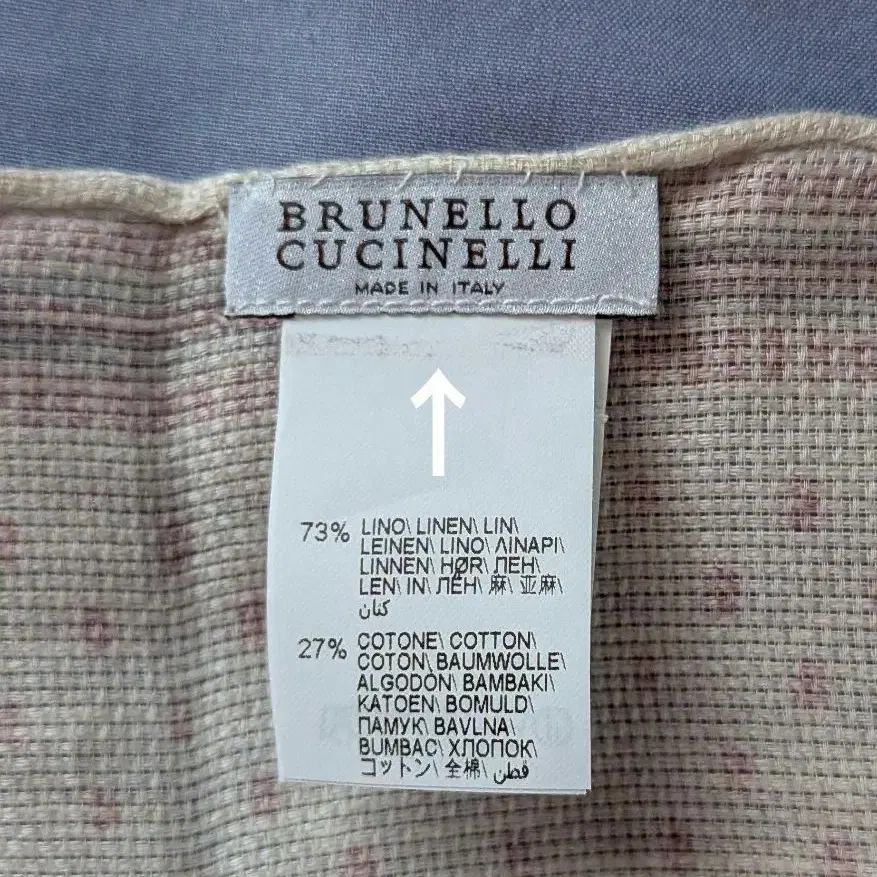 BRUNELLO
CUCINELLI
MADE IN ITALY
73% LINO\ LINEN\ LIN\
LEINEN\ LINO\ ΛΙΝΑΡΙ\
LINNEN\ HØR\ ЛЕН\
LEN\ IN\ ЛЁН\ 麻\ 亚麻\
كتان
27% COTONE\ COTTON\
COTON\ BAUMWOLLE\
ALGODÓN\ BAMBAKI\
KATOEN\ BOMULD\
ПАМУК\ BAVLNA\
BUMBAC\ ХЛОПОК\
コットン\ 全棉\ قطن